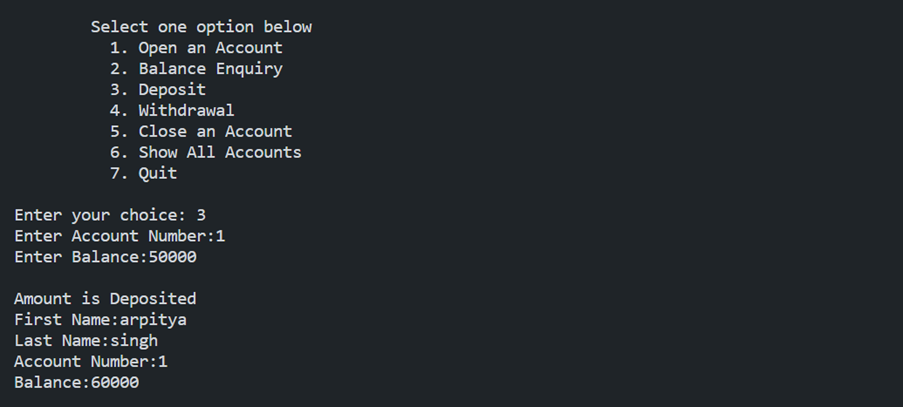 Select one option below
1. Open an Account
2. Balance Enquiry
3. Deposit
4. Withdrawal
5. Close an Account
6. Show All Accounts
7. Quit
Enter your choice: 3
Enter Account Number:1
Enter Balance:50000
Amount is Deposited
First Name:arpitya
Last Name:singh
Account Number:1
Balance:60000